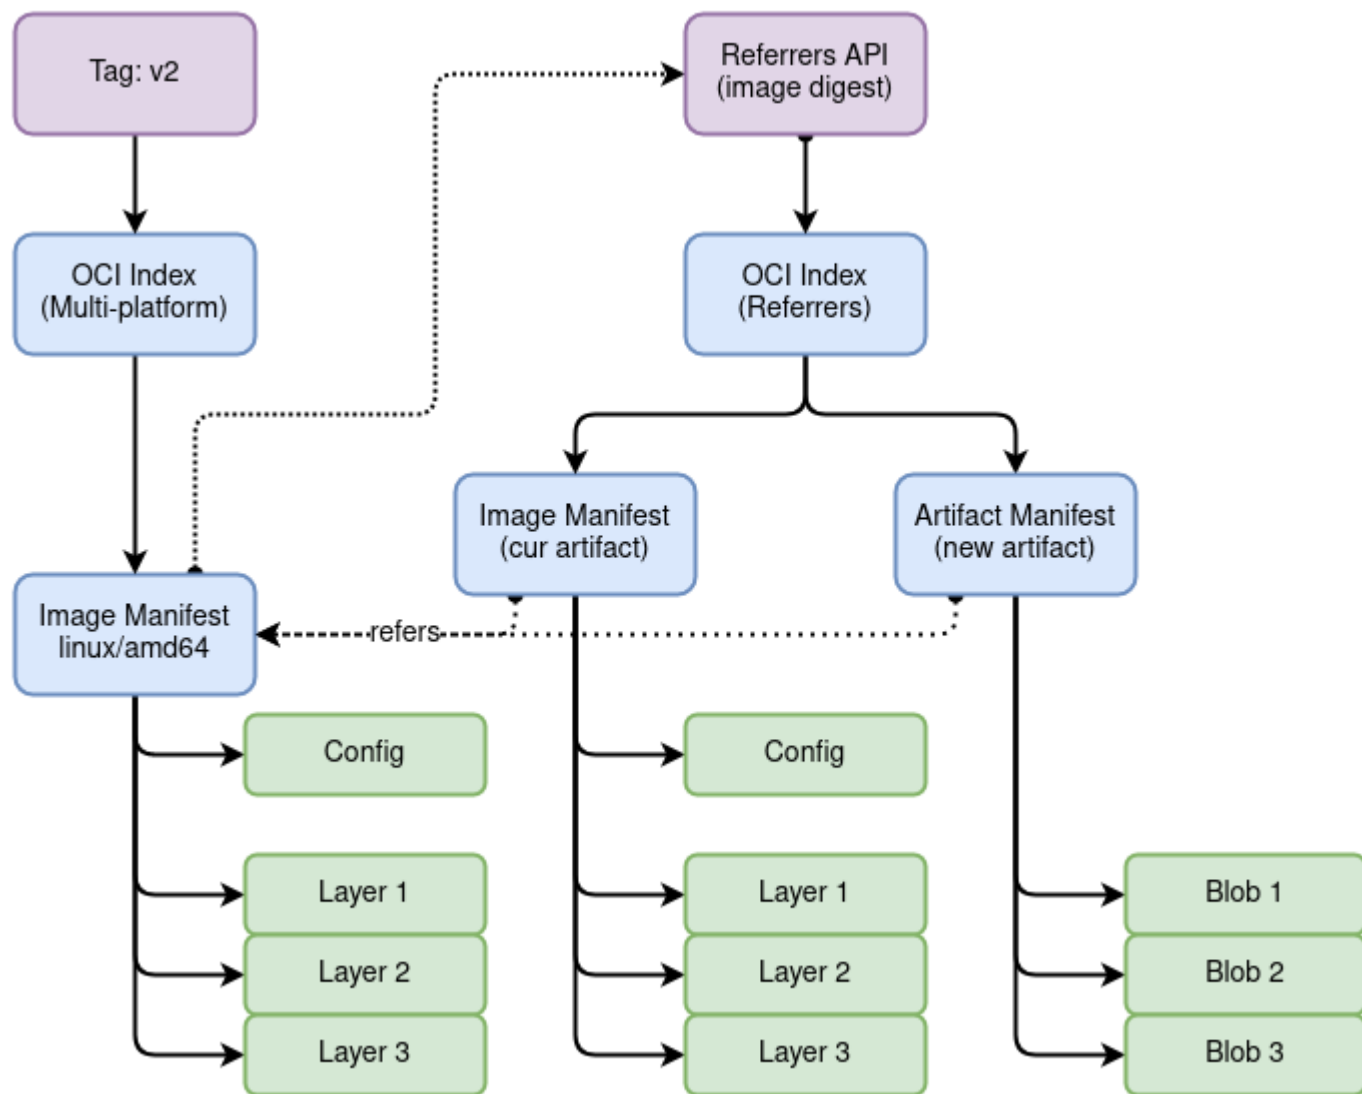 Tag: v2
Referrers API
(image digest)
OCI Index
(Multi-platform)
OCI Index
(Referrers)
Image Manifest
(cur artifact)
Artifact Manifest
(new artifact)
Image Manifest
linux/amd64
refers
Config
Config
Layer 1
Layer 1
Blob 1
Layer 2
Layer 2
Blob 2
Layer 3
Layer 3
Blob 3